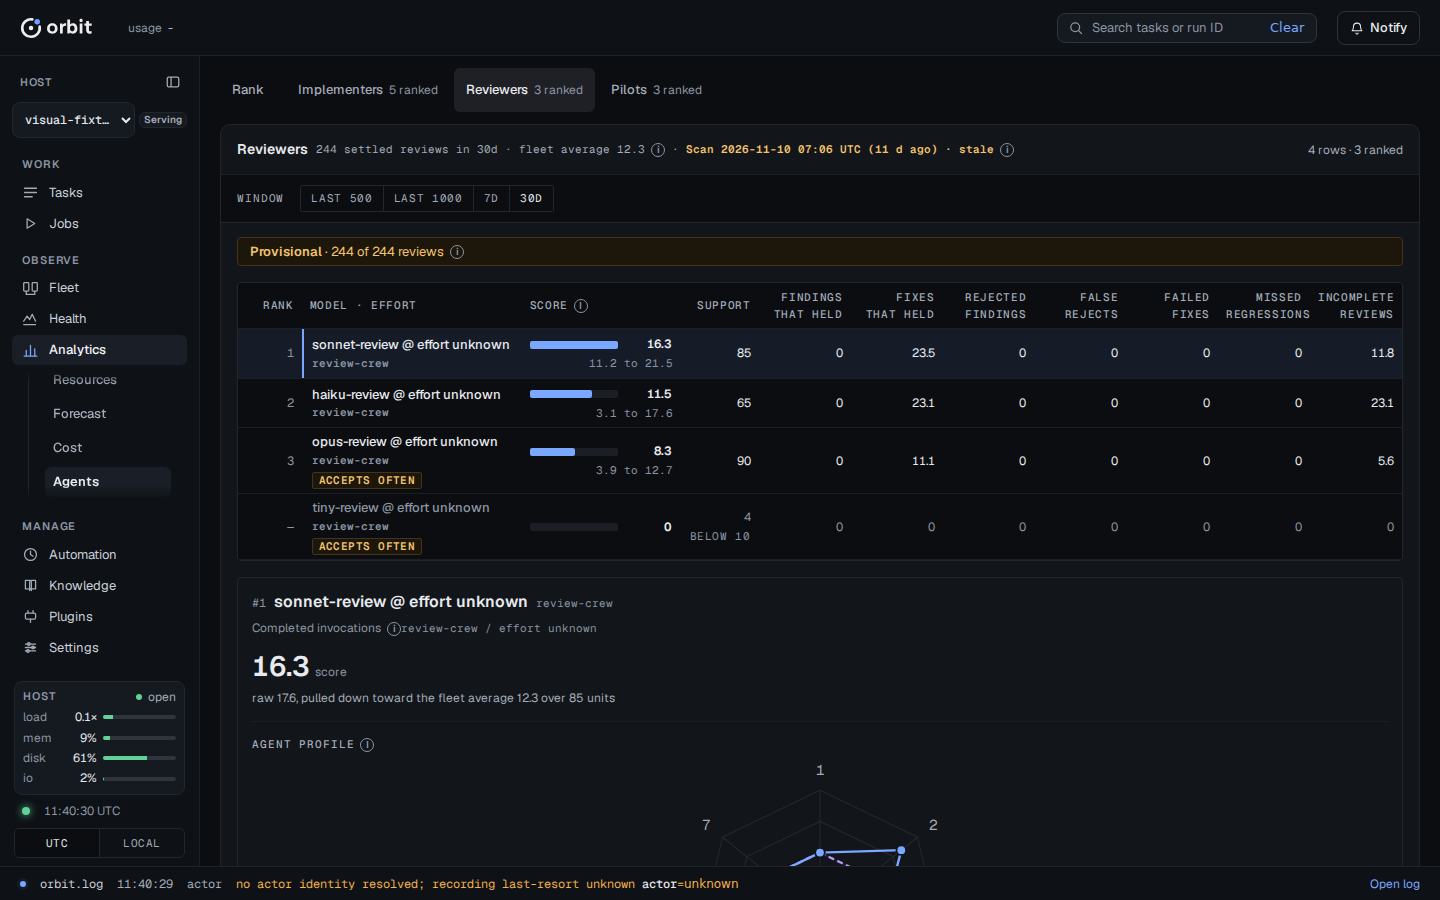 orbit
usage -
Search tasks or run ID
Clear
Notify
HOST
visual-fixt…
Serving
WORK
Tasks
Jobs
OBSERVE
Fleet
Health
Analytics
Resources
Forecast
Cost
Agents
MANAGE
Automation
Knowledge
Plugins
Settings
HOST open
load 0.1×
mem 9%
disk 61%
io 2%
11:40:30 UTC
UTC LOCAL
Rank
Implementers 5 ranked
Reviewers 3 ranked
Pilots 3 ranked
Reviewers 244 settled reviews in 30d · fleet average 12.3 · Scan 2026-11-10 07:06 UTC (11 d ago) · stale
4 rows · 3 ranked
WINDOW LAST 500 LAST 1000 7D 30D
Provisional · 244 of 244 reviews
RANK MODEL · EFFORT SCORE SUPPORT FINDINGS THAT HELD FIXES THAT HELD REJECTED FINDINGS FALSE REJECTS FAILED FIXES MISSED REGRESSIONS INCOMPLETE REVIEWS
1 sonnet-review @ effort unknown 16.3 85 0 23.5 0 0 0 0 11.8
review-crew 11.2 to 21.5
2 haiku-review @ effort unknown 11.5 65 0 23.1 0 0 0 0 23.1
review-crew 3.1 to 17.6
3 opus-review @ effort unknown 8.3 90 0 11.1 0 0 0 0 5.6
review-crew 3.9 to 12.7
ACCEPTS OFTEN
– tiny-review @ effort unknown 0 4 0 0 0 0 0 0 0
review-crew BELOW 10
ACCEPTS OFTEN
#1 sonnet-review @ effort unknown review-crew
Completed invocations review-crew / effort unknown
16.3 score
raw 17.6, pulled down toward the fleet average 12.3 over 85 units
AGENT PROFILE
1
7
2
orbit.log 11:40:29 actor no actor identity resolved; recording last-resort unknown actor=unknown
Open log